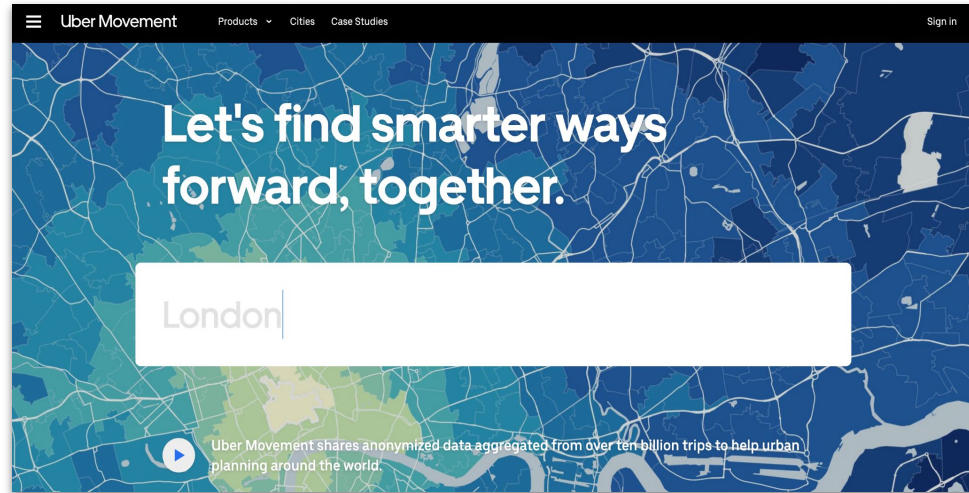 Uber Movement Products Cities Case Studies Sign in
Let's find smarter ways
forward, together.
London
Uber Movement shares anonymized data aggregated from over ten billion trips to help urban
planning around the world.